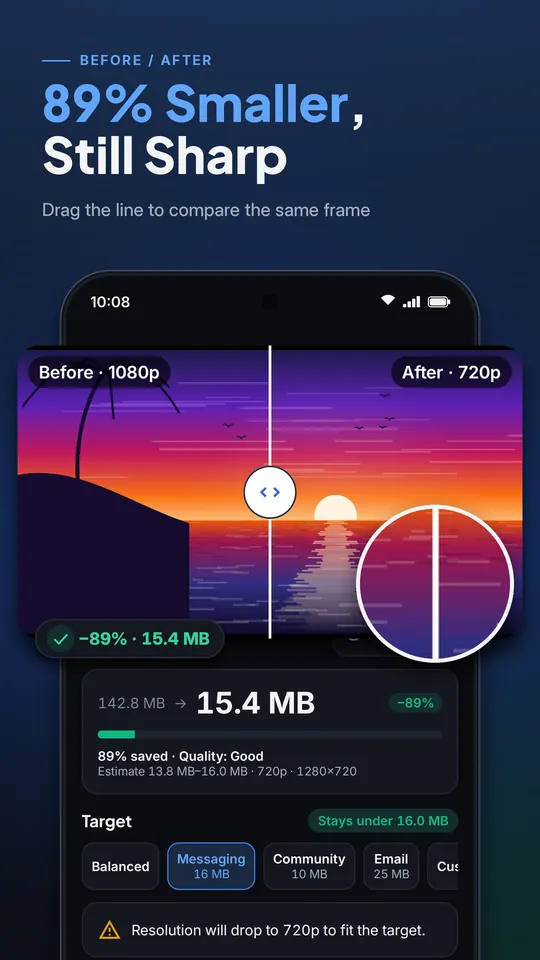 BEFORE / AFTER
89% Smaller,
Still Sharp
Drag the line to compare the same frame
10:08
Before · 1080p
After · 720p
−89% · 15.4 MB
142.8 MB → 15.4 MB
−89%
89% saved · Quality: Good
Estimate 13.8 MB–16.0 MB · 720p · 1280×720
Target
Stays under 16.0 MB
Balanced
Messaging
16 MB
Community
10 MB
Email
25 MB
Cus
Resolution will drop to 720p to fit the target.